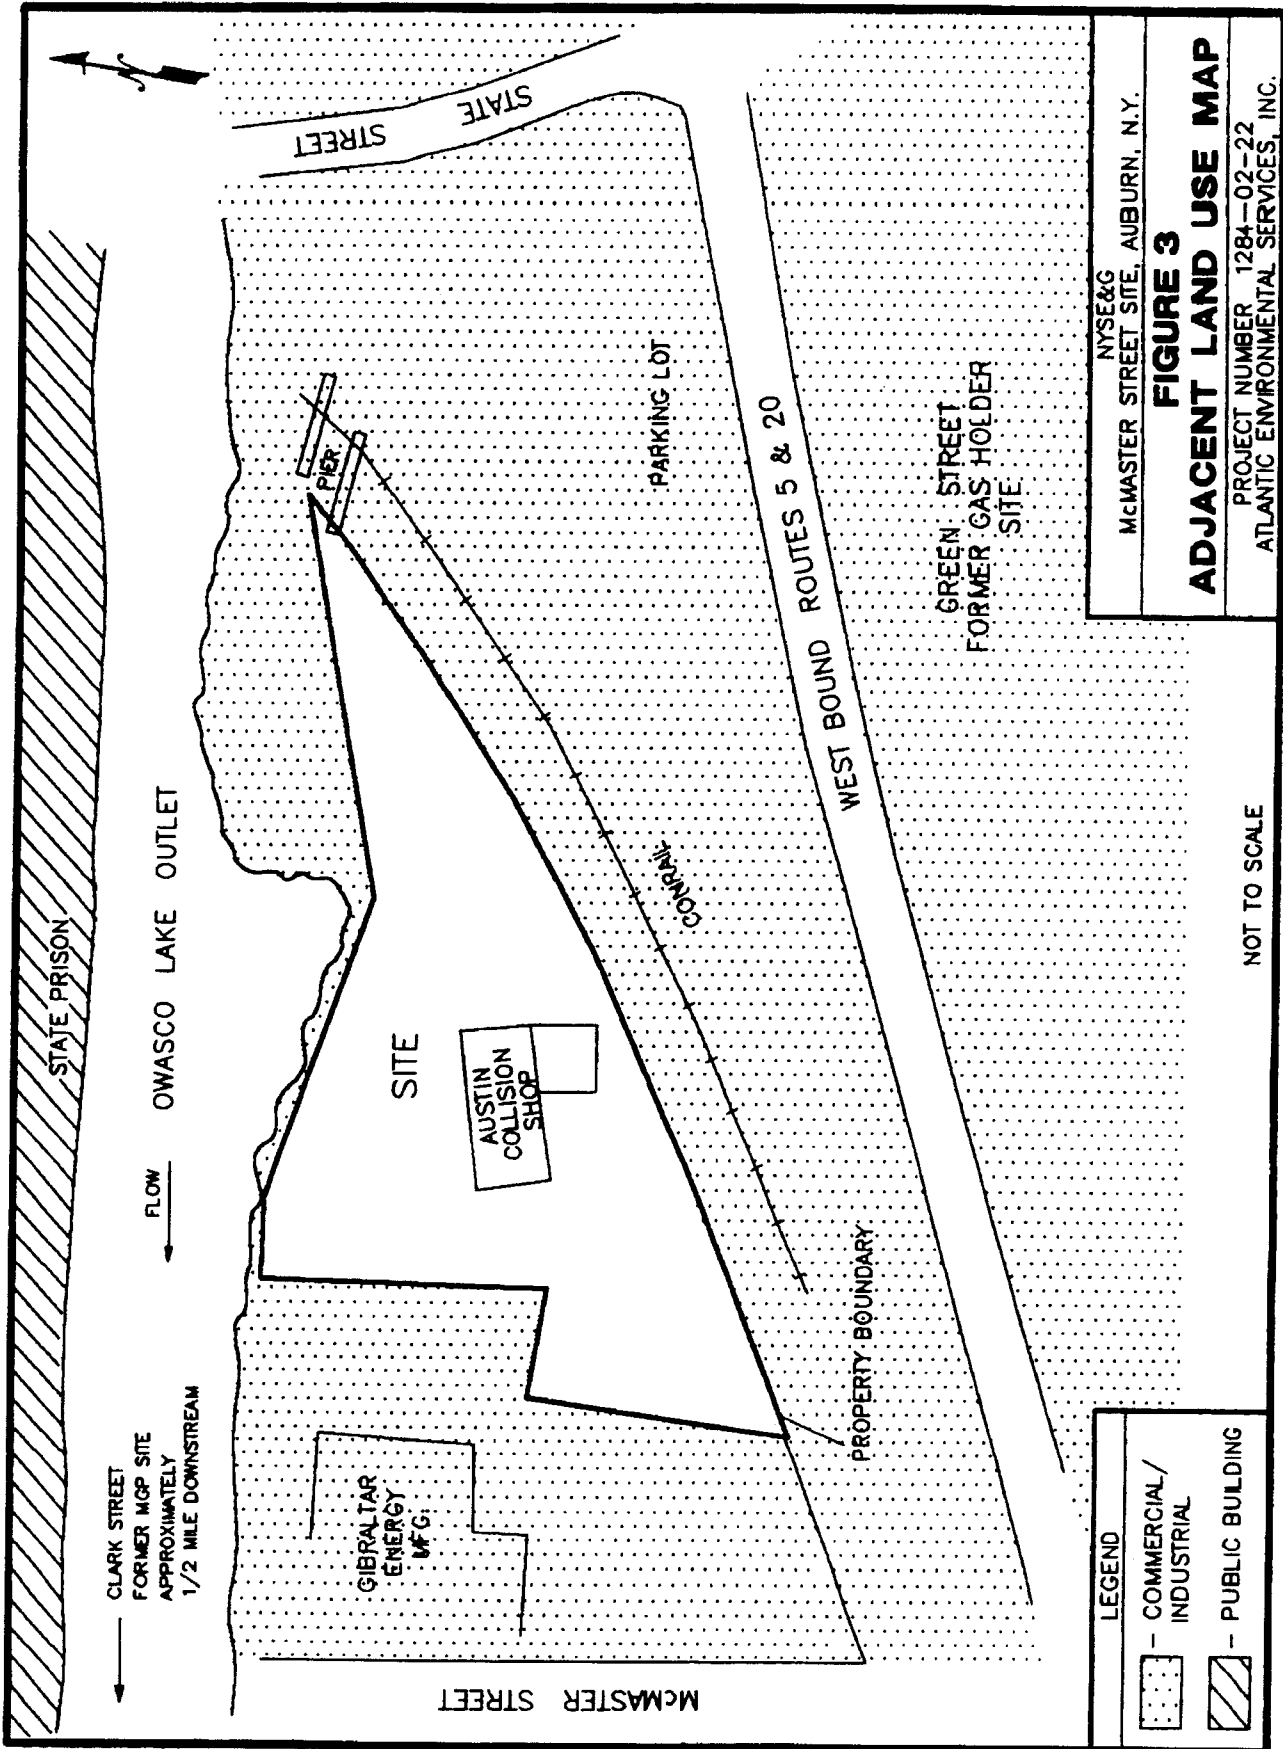 STATE PRISON
CLARK STREET
FORMER MGP SITE
APPROXIMATELY
1/2 MILE DOWNSTREAM
FLOW
OWASCO LAKE OUTLET
N
STREET
STATE
PIER
SITE
AUSTIN
COLLISION
SHOP
GIBRALTAR
ENERGY
MFG.
McMASTER STREET
PARKING LOT
CONRAIL
PROPERTY BOUNDARY
WEST BOUND ROUTES 5 & 20
GREEN STREET
FORMER GAS HOLDER
SITE
LEGEND
- COMMERCIAL/
INDUSTRIAL
- PUBLIC BUILDING
NOT TO SCALE
NYSE&G
McMASTER STREET SITE, AUBURN, N.Y.
FIGURE 3
ADJACENT LAND USE MAP
PROJECT NUMBER 1284-02-22
ATLANTIC ENVIRONMENTAL SERVICES, INC.